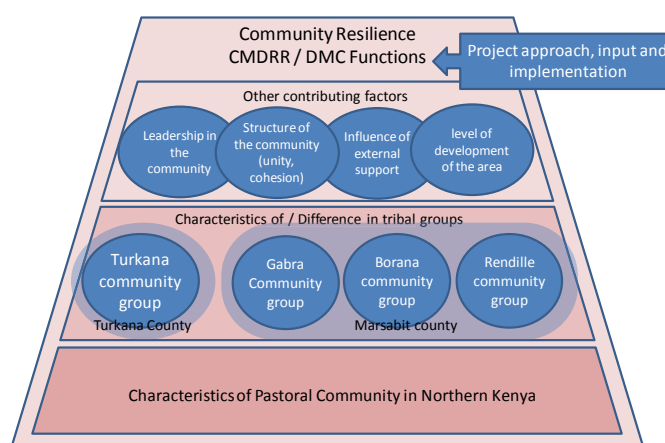 Community Resilience
CMDRR / DMC Functions
Project approach, input and
implementation
Other contributing factors
Leadership in
the
community
Structure of
the community
(unity,
cohesion)
Influence of
external
support
level of
development
of the area
Characteristics of / Difference in tribal groups
Turkana
community
group
Gabra
Community
group
Borana
community
group
Rendille
community
group
Turkana County
Marsabit county
Characteristics of Pastoral Community in Northern Kenya